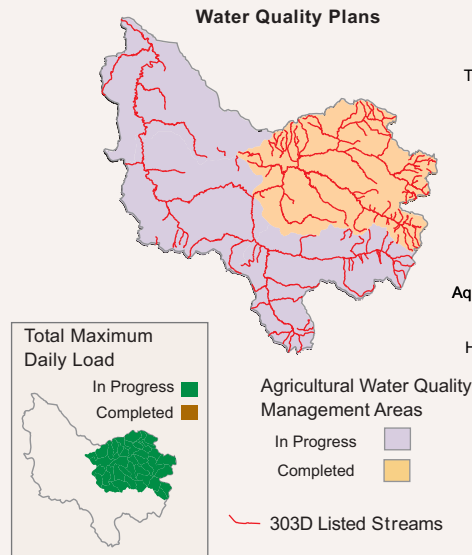 Water Quality Plans
T
Aq
H
Total Maximum
Daily Load
In Progress
Completed
Agricultural Water Quality
Management Areas
In Progress
Completed
303D Listed Streams